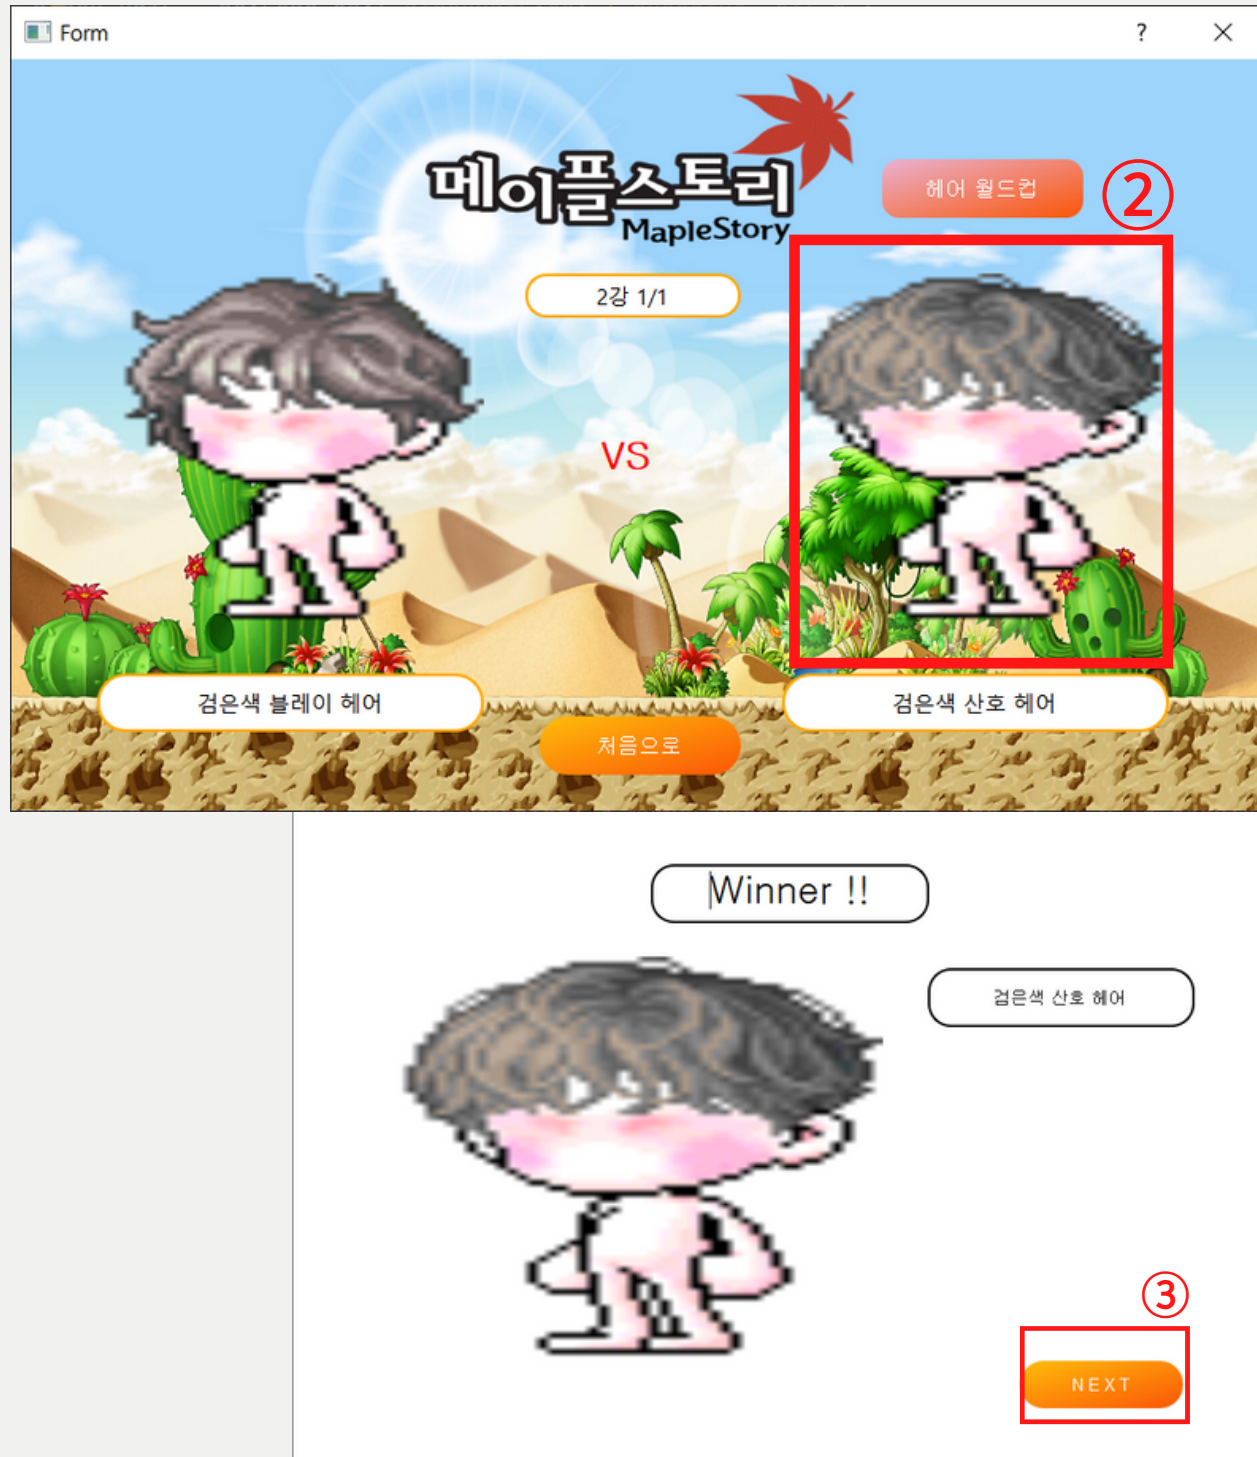 Form
메이플스토리
MapleStory
헤어 월드컵
②
2강 1/1
VS
검은색 블레이 헤어
검은색 산호 헤어
처음으로
Winner !!
검은색 산호 헤어
③
NEXT